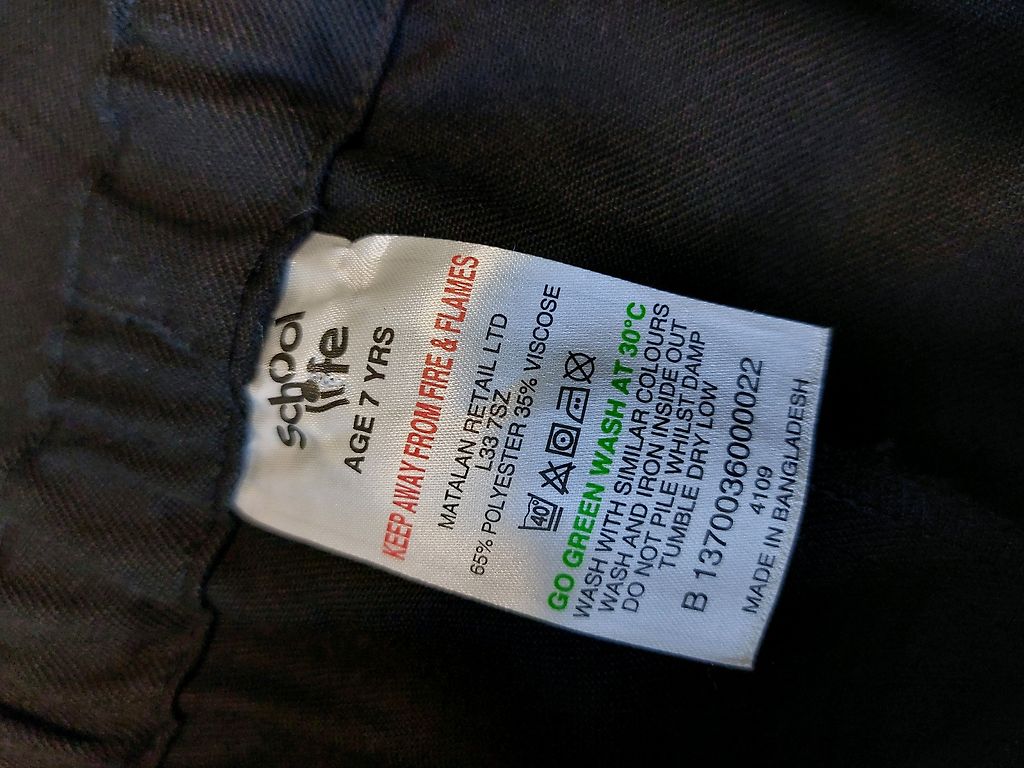 school
life
AGE 7 YRS
KEEP AWAY FROM FIRE & FLAMES
MATALAN RETAIL LTD
L33 7SZ
65% POLYESTER 35% VISCOSE
40°
GO GREEN WASH AT 30°C
WASH WITH SIMILAR COLOURS
WASH AND IRON INSIDE OUT
DO NOT PILE WHILST DAMP
TUMBLE DRY LOW
B 1370036000022
4109
MADE IN BANGLADESH